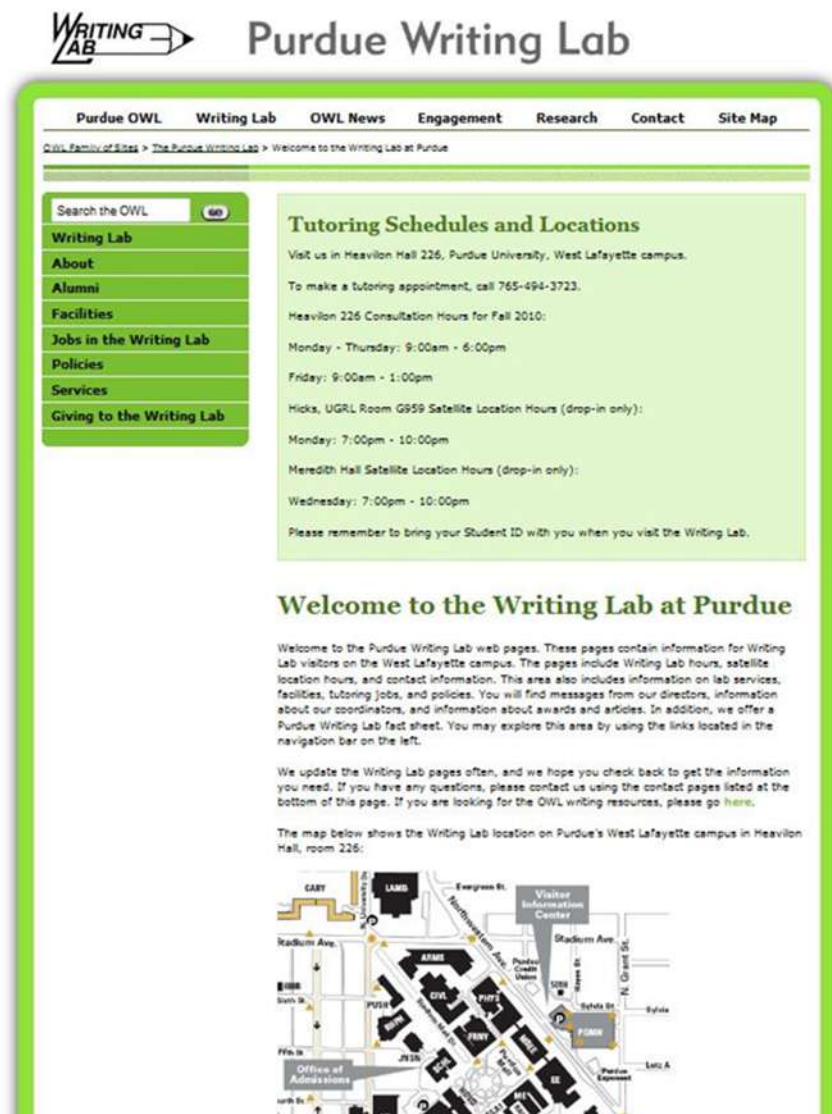 WRITING LAB
Purdue Writing Lab
Purdue OWL Writing Lab OWL News Engagement Research Contact Site Map
OWL Family of Sites > The Purdue Writing Lab > Welcome to the Writing Lab at Purdue
Search the OWL GO
Writing Lab
About
Alumni
Facilities
Jobs in the Writing Lab
Policies
Services
Giving to the Writing Lab
Tutoring Schedules and Locations
Visit us in Heavilon Hall 226, Purdue University, West Lafayette campus.
To make a tutoring appointment, call 765-494-3723.
Heavilon 226 Consultation Hours for Fall 2010:
Monday - Thursday: 9:00am - 6:00pm
Friday: 9:00am - 1:00pm
Hicks, UGRL Room G959 Satellite Location Hours (drop-in only):
Monday: 7:00pm - 10:00pm
Meredith Hall Satellite Location Hours (drop-in only):
Wednesday: 7:00pm - 10:00pm
Please remember to bring your Student ID with you when you visit the Writing Lab.
Welcome to the Writing Lab at Purdue
Welcome to the Purdue Writing Lab web pages. These pages contain information for Writing
Lab visitors on the West Lafayette campus. The pages include Writing Lab hours, satellite
location hours, and contact information. This area also includes information on lab services,
facilities, tutoring jobs, and policies. You will find messages from our directors, information
about our coordinators, and information about awards and articles. In addition, we offer a
Purdue Writing Lab fact sheet. You may explore this area by using the links located in the
navigation bar on the left.
We update the Writing Lab pages often, and we hope you check back to get the information
you need. If you have any questions, please contact us using the contact pages listed at the
bottom of this page. If you are looking for the OWL writing resources, please go here.
The map below shows the Writing Lab location on Purdue's West Lafayette campus in Heavilon
Hall, room 226:
CARY
LAMB
Evergreen St.
Visitor
Information
Center
N. University
Northwestern Ave.
Stadium Ave.
Stadium Ave.
N. Grant St.
ARMS
Purdue
Credit
Union
CIVL
PHYS
Sylvia St.
Sylvia
PUSH
FRNY
Purdue Mall
EE
ME
Office of
Admissions